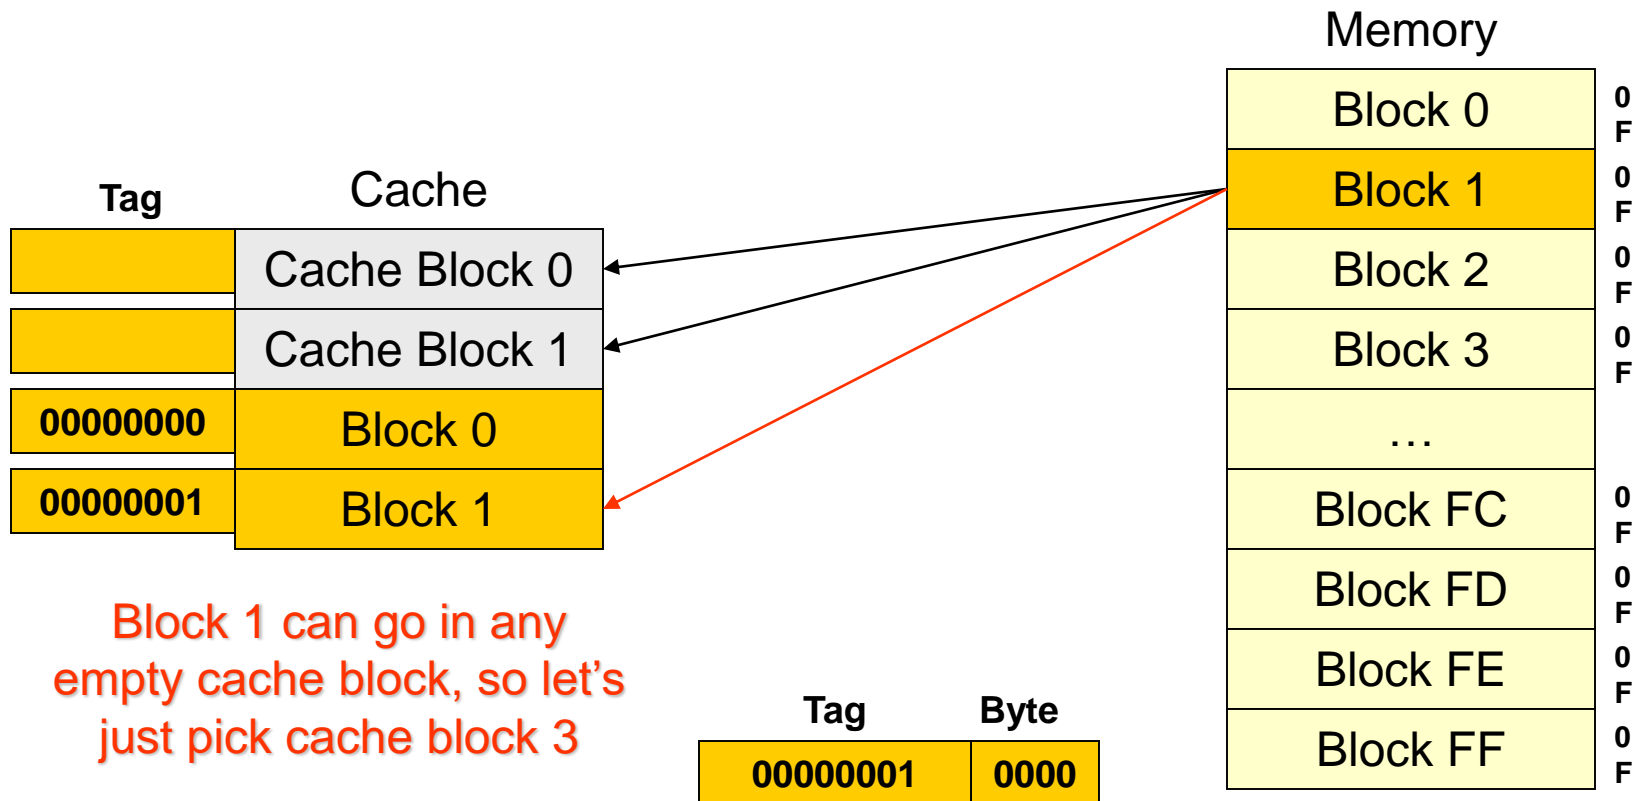 Memory
Block 0
0
F
Block 1
0
F
Block 2
0
F
Block 3
0
F
…
Block FC
0
F
Block FD
0
F
Block FE
0
F
Block FF
0
F
Tag Cache
Cache Block 0
Cache Block 1
00000000 Block 0
00000001 Block 1
Block 1 can go in any
empty cache block, so let’s
just pick cache block 3
Tag Byte
00000001 0000